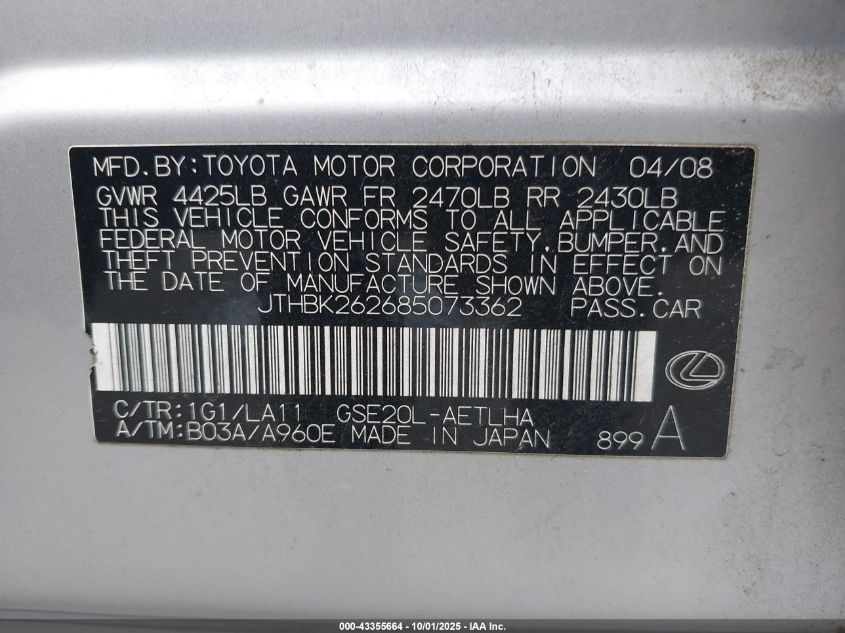 MFD.BY:TOYOTA MOTOR CORPORATION 04/08
GVWR 4425LB GAWR FR 2470LB RR 2430LB
THIS VEHICLE CONFORMS TO ALL APPLICABLE
FEDERAL MOTOR VEHICLE SAFETY,BUMPER,AND
THEFT PREVENTION STANDARDS IN EFFECT ON
THE DATE OF MANUFACTURE SHOWN ABOVE.
JTHBK262685073362 PASS.CAR
C/TR:1G1/LA11 GSE20L-AETLHA
A/TM:B03A/A960E MADE IN JAPAN 899 A
000-43355664 - 10/01/2025 - IAA Inc.